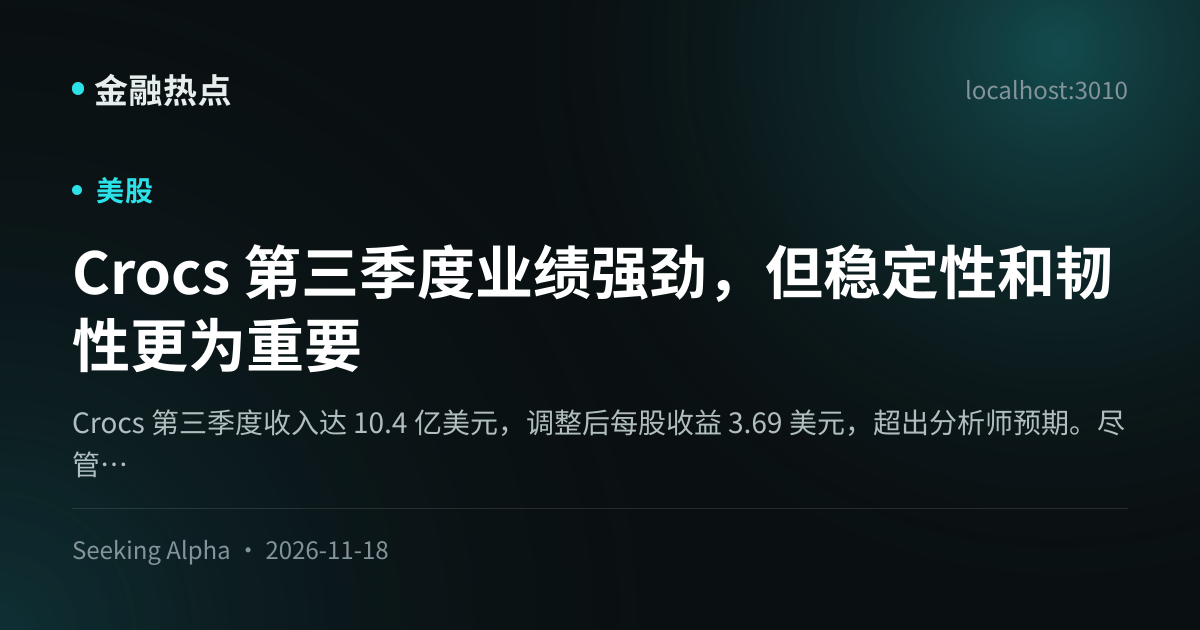 金融热点
localhost:3010
美股
Crocs 第三季度业绩强劲，但稳定性和韧
性更为重要
Crocs 第三季度收入达 10.4 亿美元，调整后每股收益 3.69 美元，超出分析师预期。尽
管…
Seeking Alpha · 2026-11-18